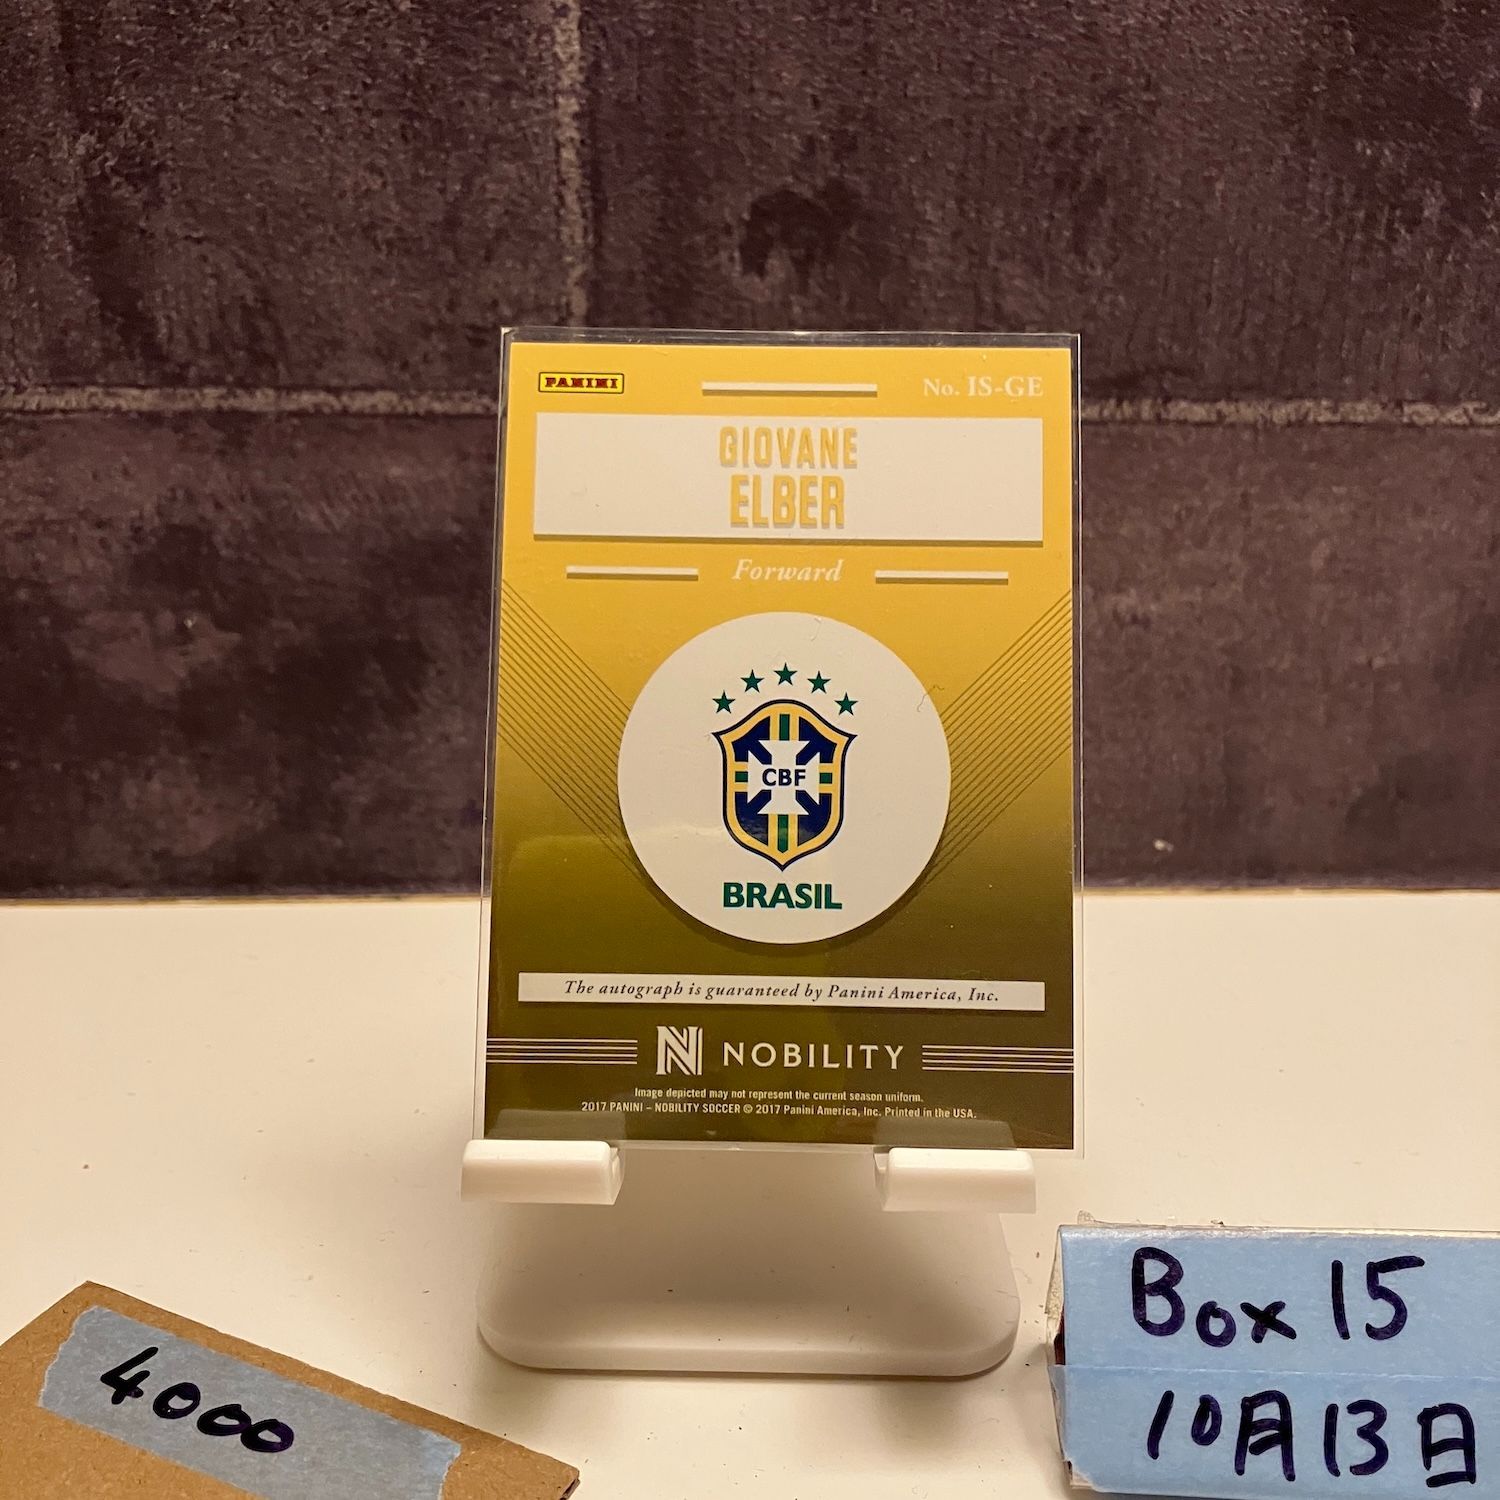 PANINI
No. IS-GE
GIOVANE
ELBER
Forward
CBF
BRASIL
The autograph is guaranteed by Panini America, Inc.
N NOBILITY
Image depicted may not represent the current season uniform.
2017 PANINI – NOBILITY SOCCER © 2017 Panini America, Inc. Printed in the USA.
4000
Box 15
10月13日